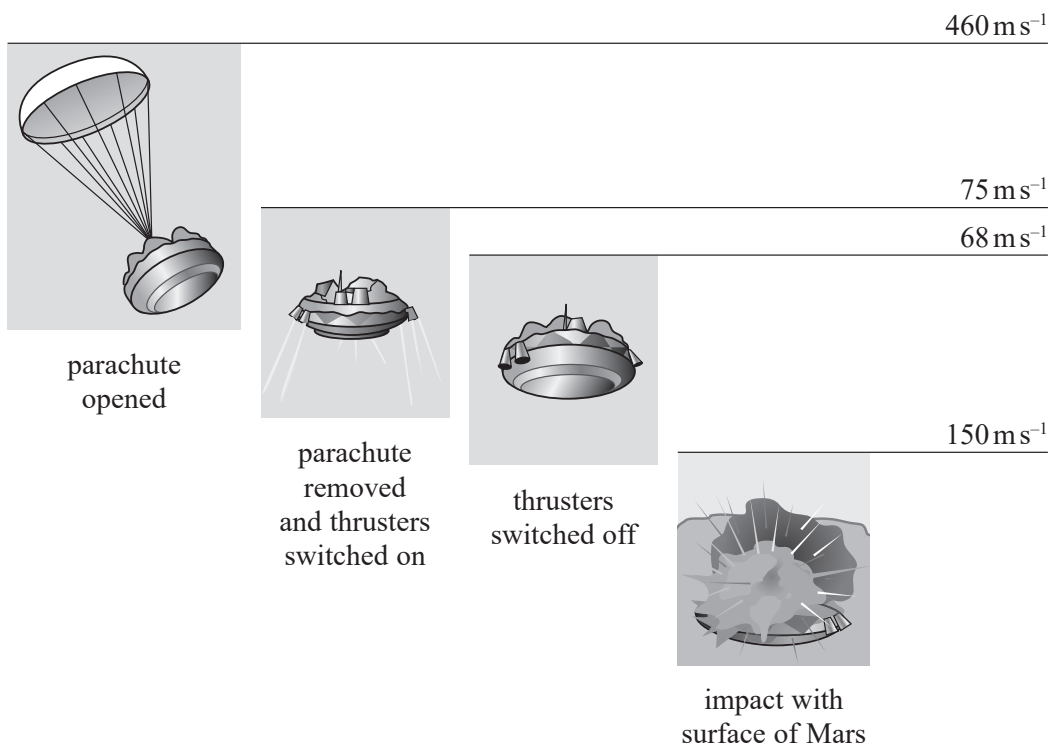 460 m s⁻¹
75 m s⁻¹
68 m s⁻¹
parachute
opened
150 m s⁻¹
parachute
removed
and thrusters
switched on
thrusters
switched off
impact with
surface of Mars